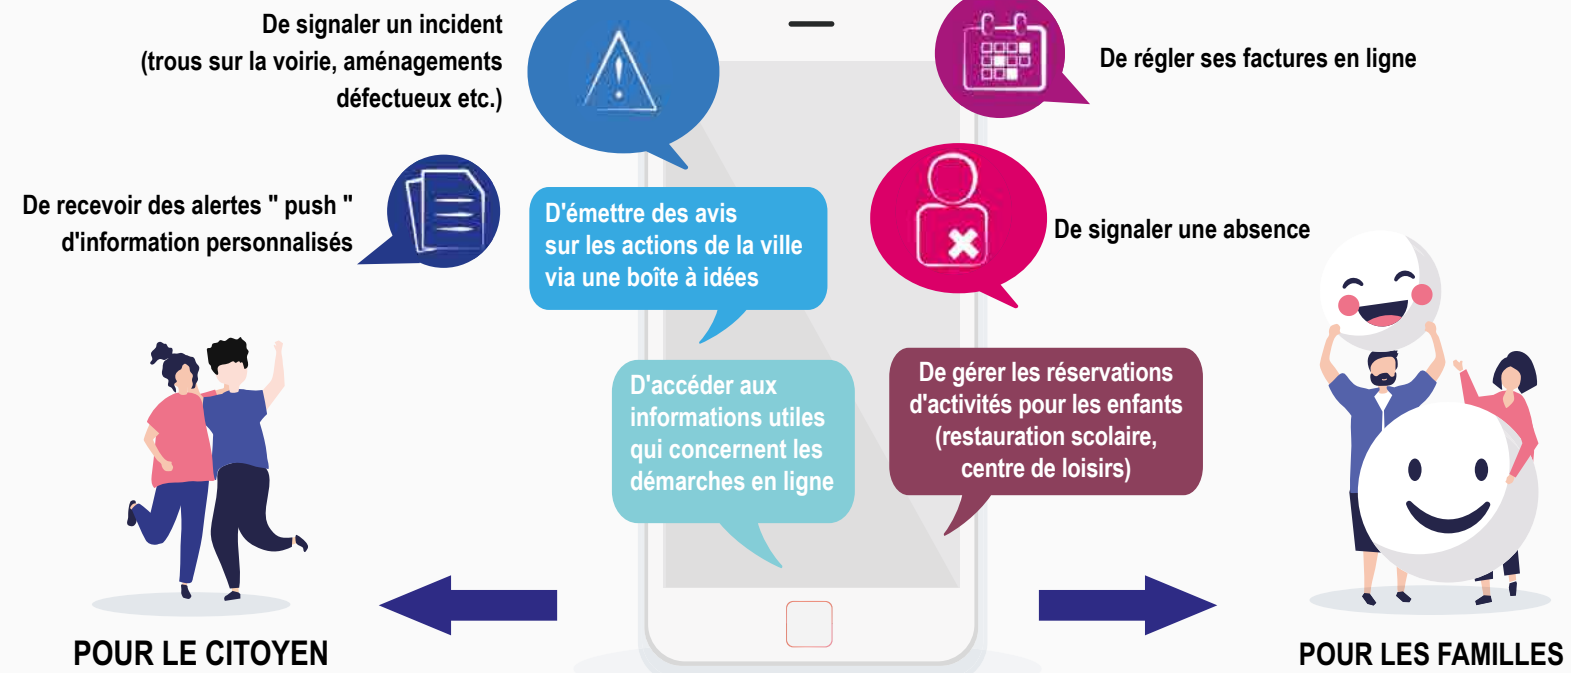 De signaler un incident
(trous sur la voirie, aménagements
défectueux etc.)
De recevoir des alertes " push "
d'information personnalisés
D'émettre des avis
sur les actions de la ville
via une boîte à idées
D'accéder aux
informations utiles
qui concernent les
démarches en ligne
POUR LE CITOYEN
De régler ses factures en ligne
De signaler une absence
De gérer les réservations
d'activités pour les enfants
(restauration scolaire,
centre de loisirs)
POUR LES FAMILLES